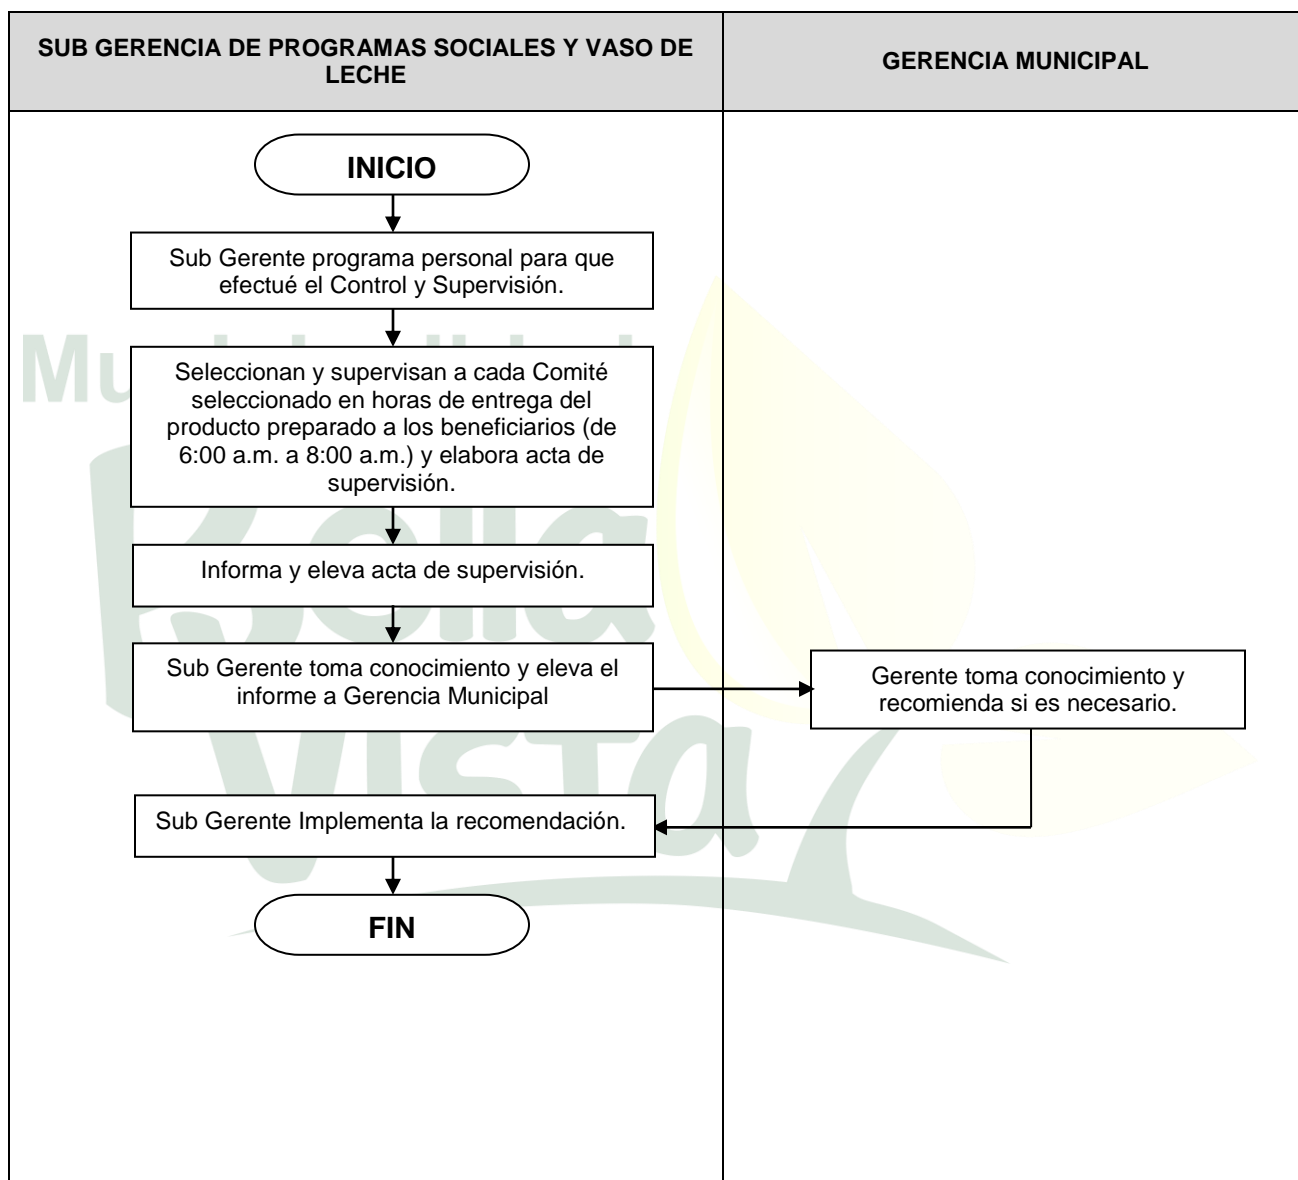 SUB GERENCIA DE PROGRAMAS SOCIALES Y VASO DE
LECHE
GERENCIA MUNICIPAL
INICIO
Sub Gerente programa personal para que
efectué el Control y Supervisión.
Seleccionan y supervisan a cada Comité
seleccionado en horas de entrega del
producto preparado a los beneficiarios (de
6:00 a.m. a 8:00 a.m.) y elabora acta de
supervisión.
Informa y eleva acta de supervisión.
Sub Gerente toma conocimiento y eleva el
informe a Gerencia Municipal
Gerente toma conocimiento y
recomienda si es necesario.
Sub Gerente Implementa la recomendación.
FIN
Vista